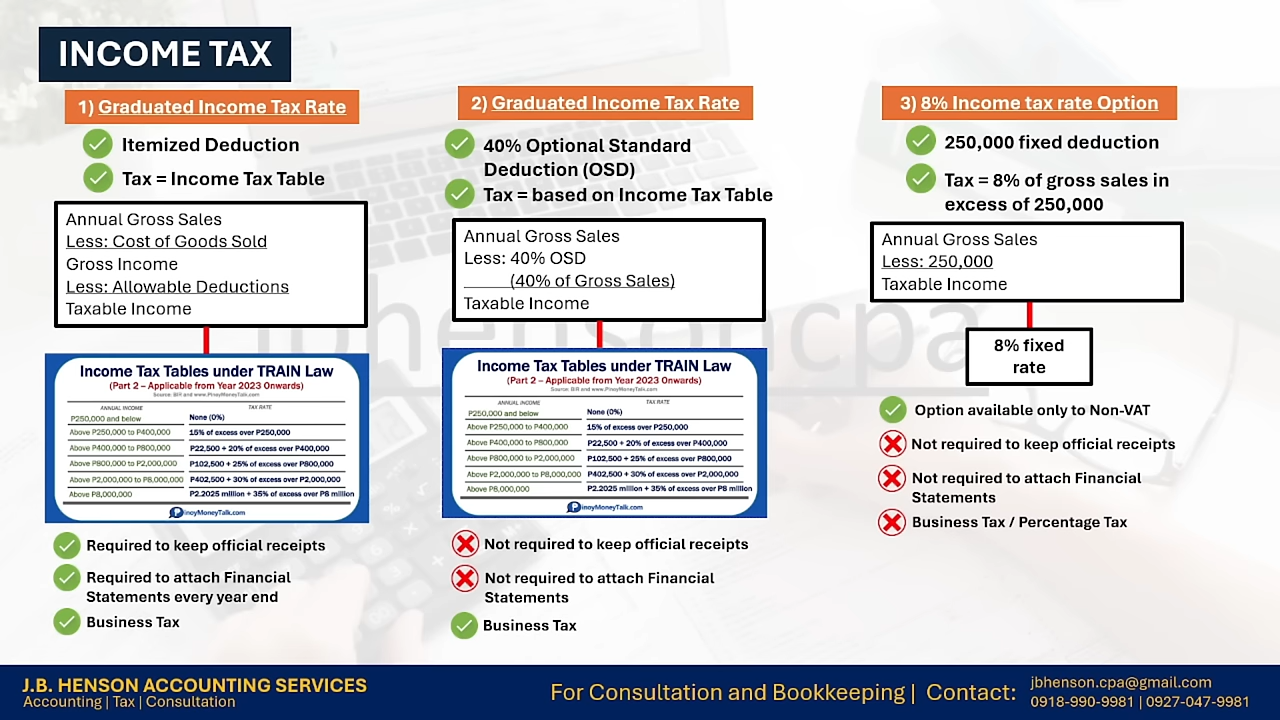 INCOME TAX
1) Graduated Income Tax Rate
Itemized Deduction
Tax = Income Tax Table
Annual Gross Sales
Less: Cost of Goods Sold
Gross Income
Less: Allowable Deductions
Taxable Income
Income Tax Tables under TRAIN Law
(Part 2 – Applicable from Year 2023 Onwards)
Source: BIR and www.PinoyMoneyTalk.com
ANNUAL INCOME TAX RATE
P250,000 and below None (0%)
Above P250,000 to P400,000 15% of excess over P250,000
Above P400,000 to P800,000 P22,500 + 20% of excess over P400,000
Above P800,000 to P2,000,000 P102,500 + 25% of excess over P800,000
Above P2,000,000 to P8,000,000 P402,500 + 30% of excess over P2,000,000
Above P8,000,000 P2.2025 million + 35% of excess over P8 million
PinoyMoneyTalk.com
Required to keep official receipts
Required to attach Financial
Statements every year end
Business Tax
2) Graduated Income Tax Rate
40% Optional Standard
Deduction (OSD)
Tax = based on Income Tax Table
Annual Gross Sales
Less: 40% OSD
(40% of Gross Sales)
Taxable Income
Income Tax Tables under TRAIN Law
(Part 2 – Applicable from Year 2023 Onwards)
Source: BIR and www.PinoyMoneyTalk.com
ANNUAL INCOME TAX RATE
P250,000 and below None (0%)
Above P250,000 to P400,000 15% of excess over P250,000
Above P400,000 to P800,000 P22,500 + 20% of excess over P400,000
Above P800,000 to P2,000,000 P102,500 + 25% of excess over P800,000
Above P2,000,000 to P8,000,000 P402,500 + 30% of excess over P2,000,000
Above P8,000,000 P2.2025 million + 35% of excess over P8 million
PinoyMoneyTalk.com
Not required to keep official receipts
Not required to attach Financial
Statements
Business Tax
3) 8% Income tax rate Option
250,000 fixed deduction
Tax = 8% of gross sales in
excess of 250,000
Annual Gross Sales
Less: 250,000
Taxable Income
8% fixed
rate
Option available only to Non-VAT
Not required to keep official receipts
Not required to attach Financial
Statements
Business Tax / Percentage Tax
jbhensoncpa
J.B. HENSON ACCOUNTING SERVICES
Accounting | Tax | Consultation
For Consultation and Bookkeeping | Contact:
jbhenson.cpa@gmail.com
0918-990-9981 | 0927-047-9981